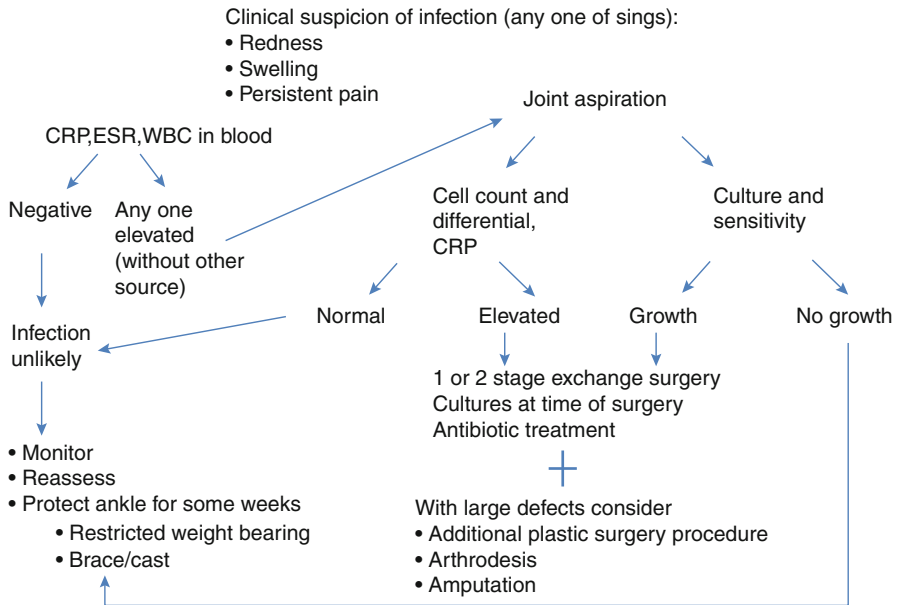 Clinical suspicion of infection (any one of sings):
• Redness
• Swelling
• Persistent pain
Joint aspiration
CRP,ESR,WBC in blood
Negative
Any one
elevated
(without other
source)
Cell count and
differential,
CRP
Culture and
sensitivity
Normal
Elevated
Growth
No growth
Infection
unlikely
1 or 2 stage exchange surgery
Cultures at time of surgery
Antibiotic treatment
• Monitor
• Reassess
• Protect ankle for some weeks
• Restricted weight bearing
• Brace/cast
+
With large defects consider
• Additional plastic surgery procedure
• Arthrodesis
• Amputation